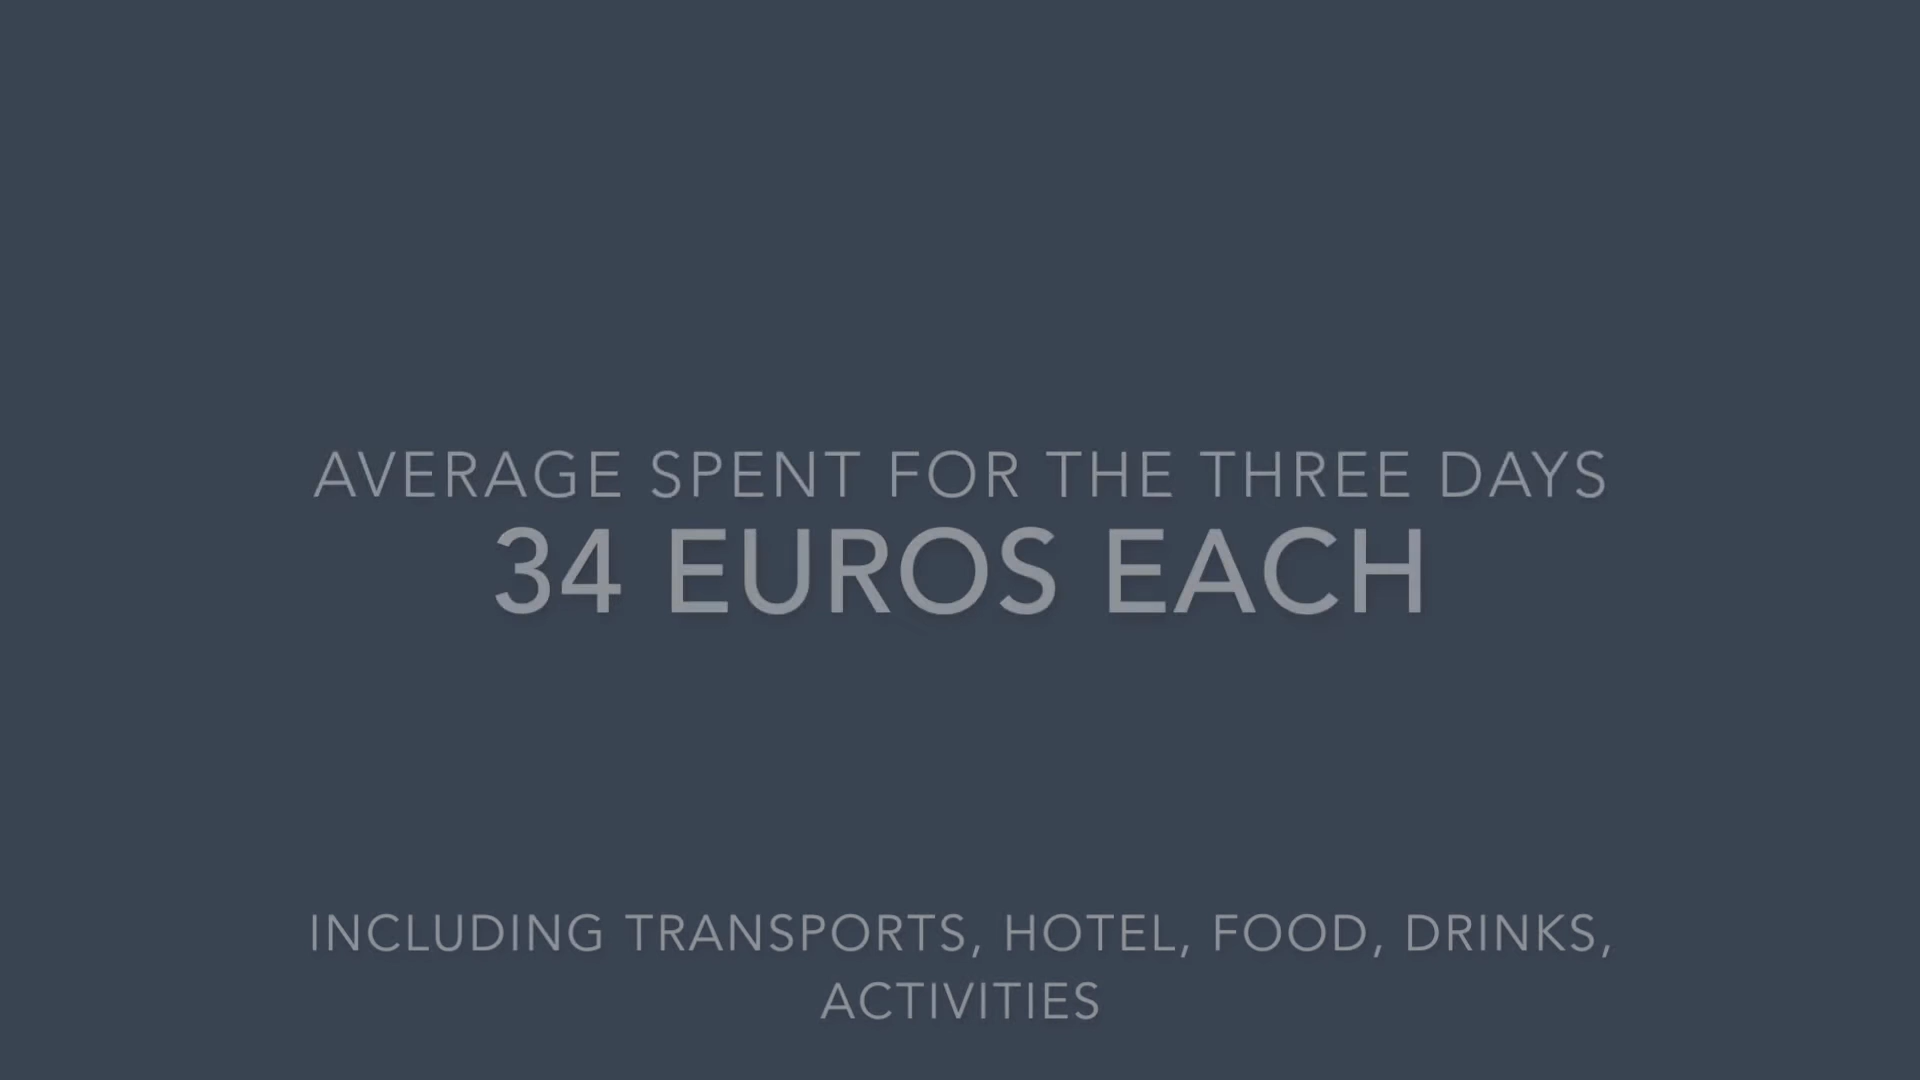 AVERAGE SPENT FOR THE THREE DAYS
34 EUROS EACH
INCLUDING TRANSPORTS, HOTEL, FOOD, DRINKS,
ACTIVITIES